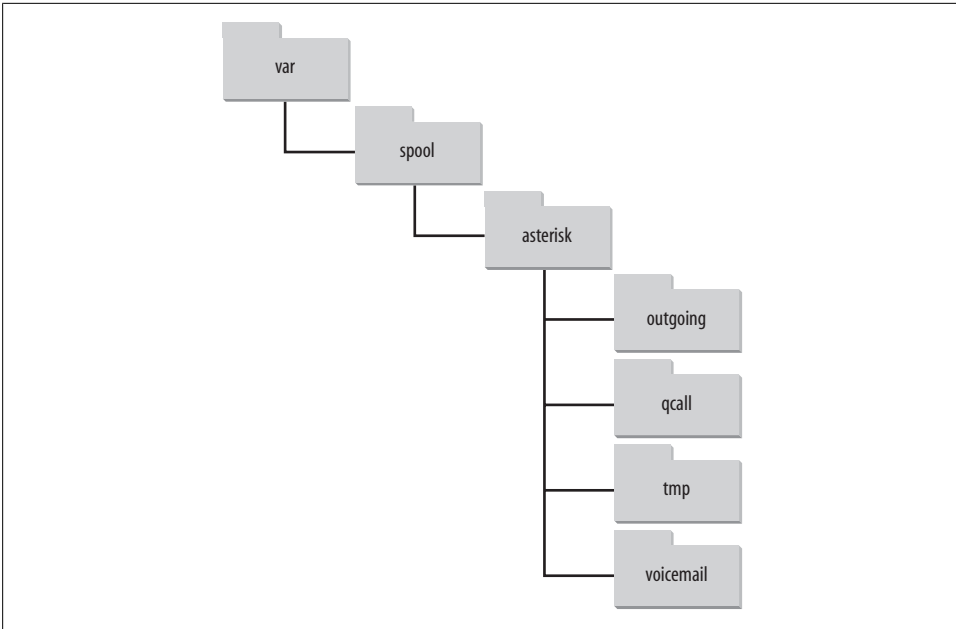 var
spool
asterisk
outgoing
qcall
tmp
voicemail